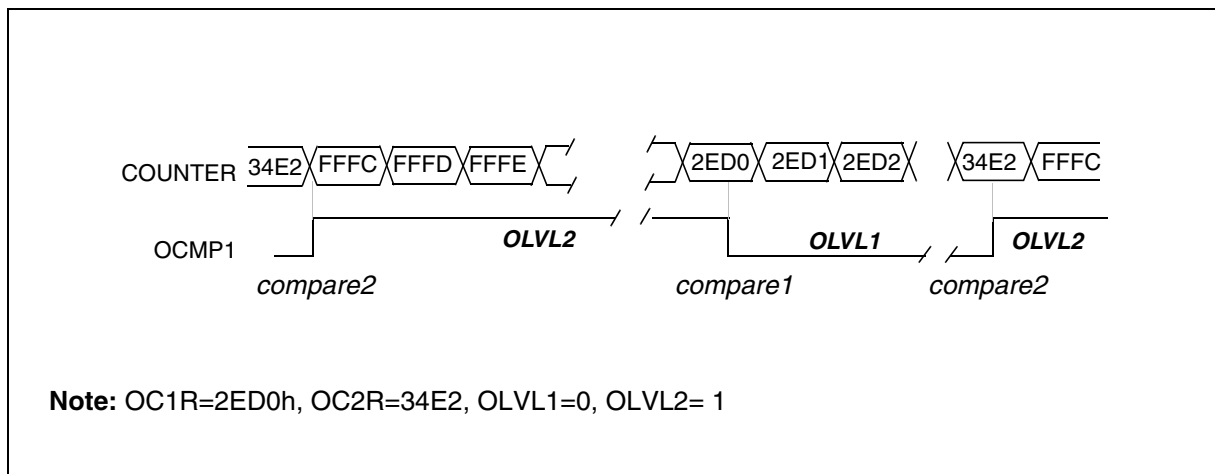 COUNTER 34E2 FFFC FFFD FFFE 2ED0 2ED1 2ED2 34E2 FFFC
OCMP1 OLVL2 OLVL1 OLVL2
compare2 compare1 compare2
Note: OC1R=2ED0h, OC2R=34E2, OLVL1=0, OLVL2= 1